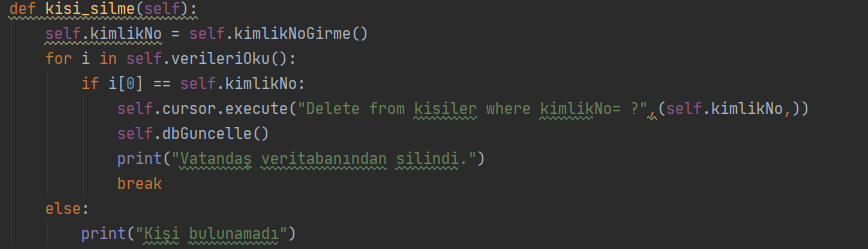 def kisi_silme(self):
    self.kimlikNo = self.kimlikNoGirme()
    for i in self.verileriOku():
        if i[0] == self.kimlikNo:
            self.cursor.execute("Delete from kisiler where kimlikNo= ?",(self.kimlikNo,))
            self.dbGuncelle()
            print("Vatandaş veritabanından silindi.")
            break
    else:
        print("Kişi bulunamadı")